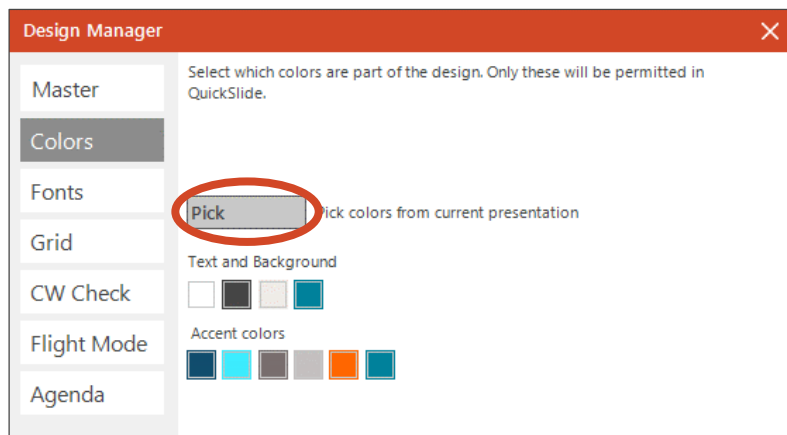 Design Manager
Master
Colors
Fonts
Grid
CW Check
Flight Mode
Agenda
Select which colors are part of the design. Only these will be permitted in
QuickSlide.
Pick
Pick colors from current presentation
Text and Background
Accent colors